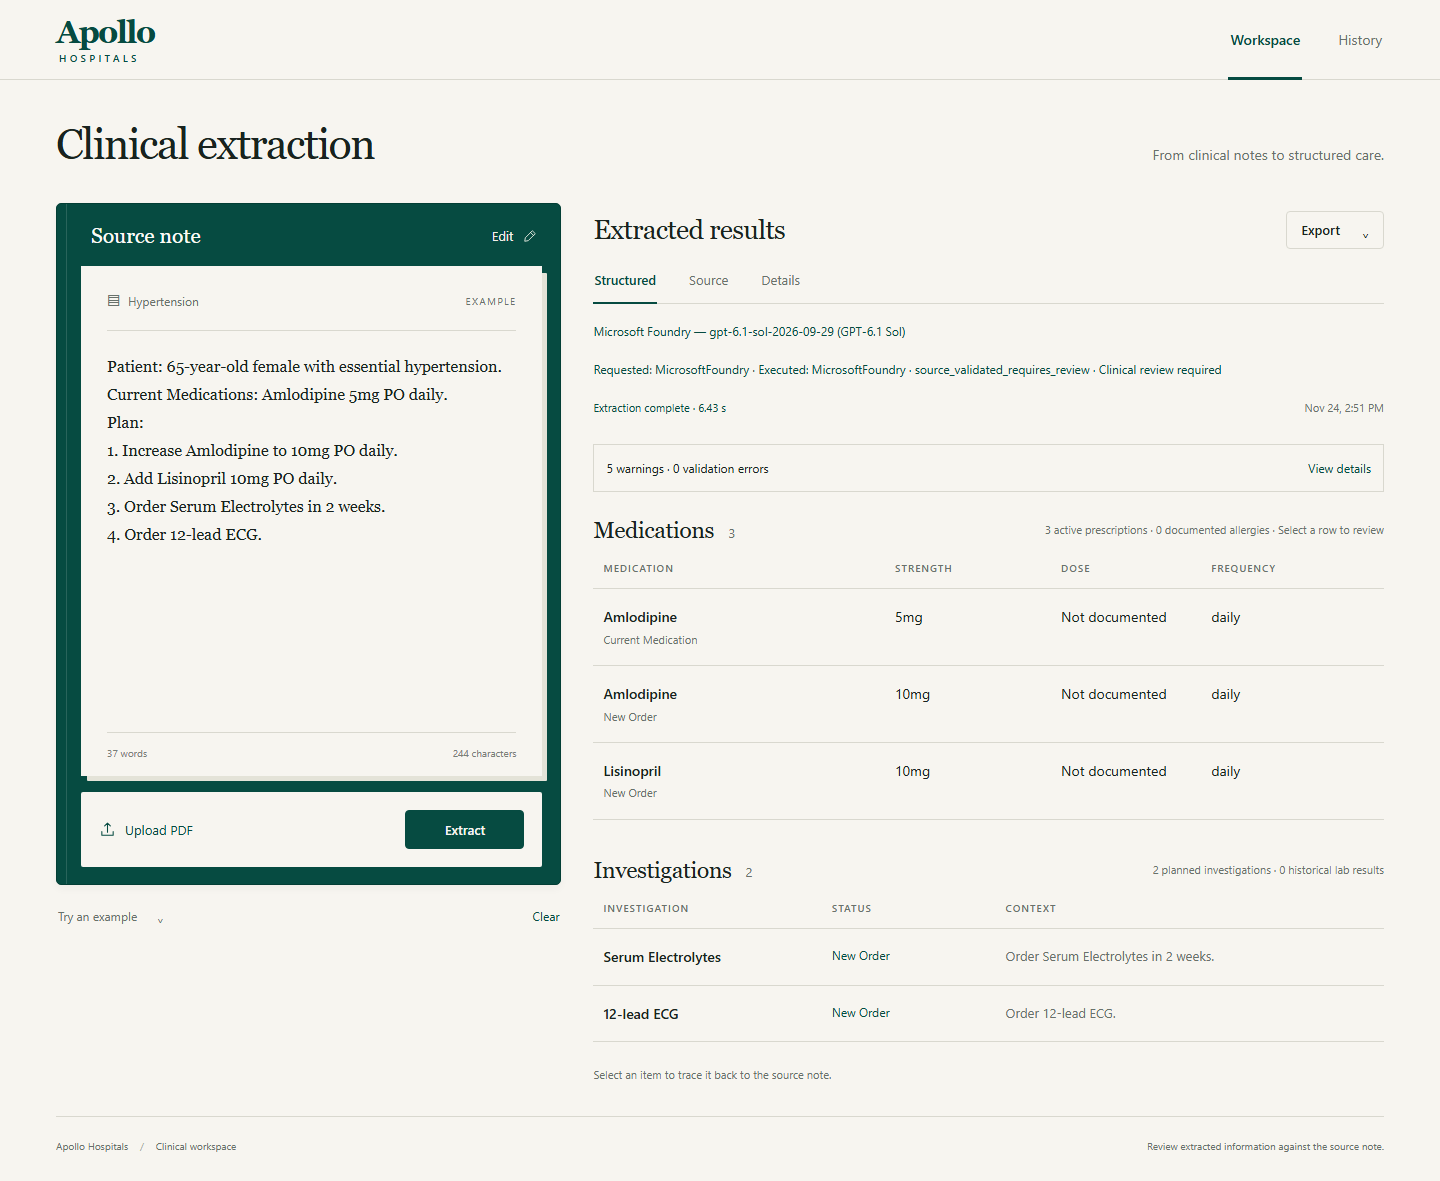 Apollo
HOSPITALS
Workspace
History
Clinical extraction
From clinical notes to structured care.
Source note
Edit
Hypertension
EXAMPLE
Patient: 65-year-old female with essential hypertension.
Current Medications: Amlodipine 5mg PO daily.
Plan:
1. Increase Amlodipine to 10mg PO daily.
2. Add Lisinopril 10mg PO daily.
3. Order Serum Electrolytes in 2 weeks.
4. Order 12-lead ECG.
37 words
244 characters
Upload PDF
Extract
Try an example
Clear
Extracted results
Export
Structured
Source
Details
Microsoft Foundry — gpt-6.1-sol-2026-09-29 (GPT-6.1 Sol)
Requested: MicrosoftFoundry · Executed: MicrosoftFoundry · source_validated_requires_review · Clinical review required
Extraction complete · 6.43 s
Nov 24, 2:51 PM
5 warnings · 0 validation errors
View details
Medications 3
3 active prescriptions · 0 documented allergies · Select a row to review
MEDICATION STRENGTH DOSE FREQUENCY
Amlodipine 5mg Not documented daily
Current Medication
Amlodipine 10mg Not documented daily
New Order
Lisinopril 10mg Not documented daily
New Order
Investigations 2
2 planned investigations · 0 historical lab results
INVESTIGATION STATUS CONTEXT
Serum Electrolytes New Order Order Serum Electrolytes in 2 weeks.
12-lead ECG New Order Order 12-lead ECG.
Select an item to trace it back to the source note.
Apollo Hospitals / Clinical workspace
Review extracted information against the source note.